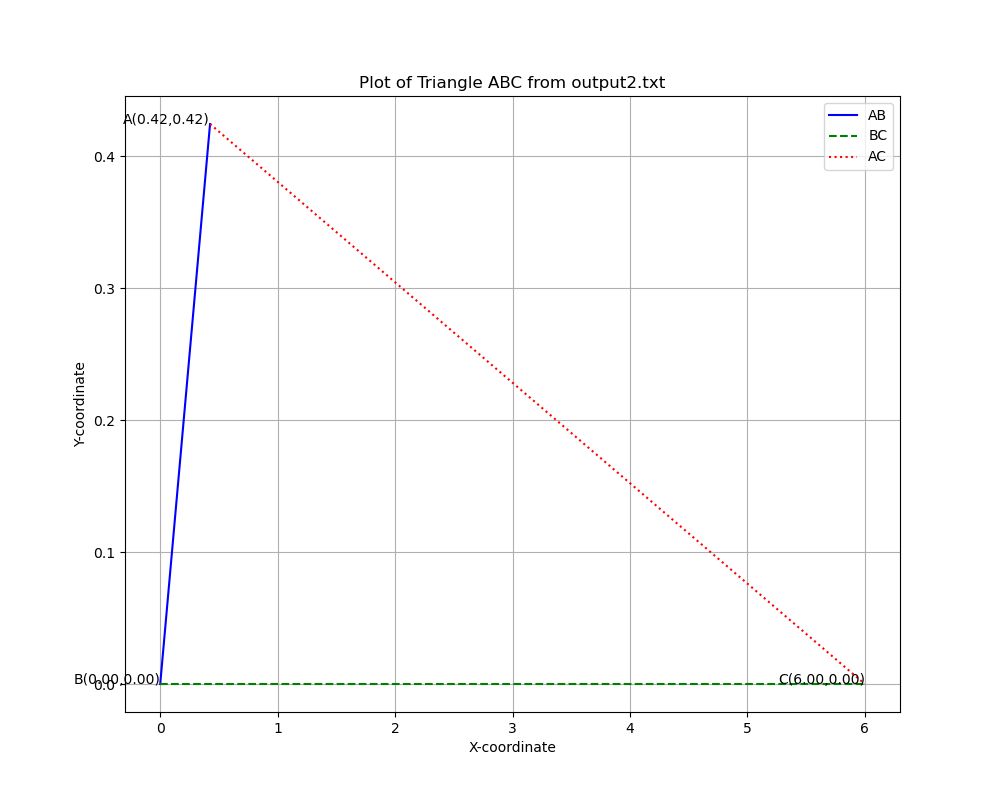 Plot of Triangle ABC from output2.txt
A(0.42,0.42)
AB
BC
AC
0.4
0.3
0.2
0.1
0.0
Y-coordinate
B(0.00,0.00)
C(6.00,0.00)
0 1 2 3 4 5 6
X-coordinate